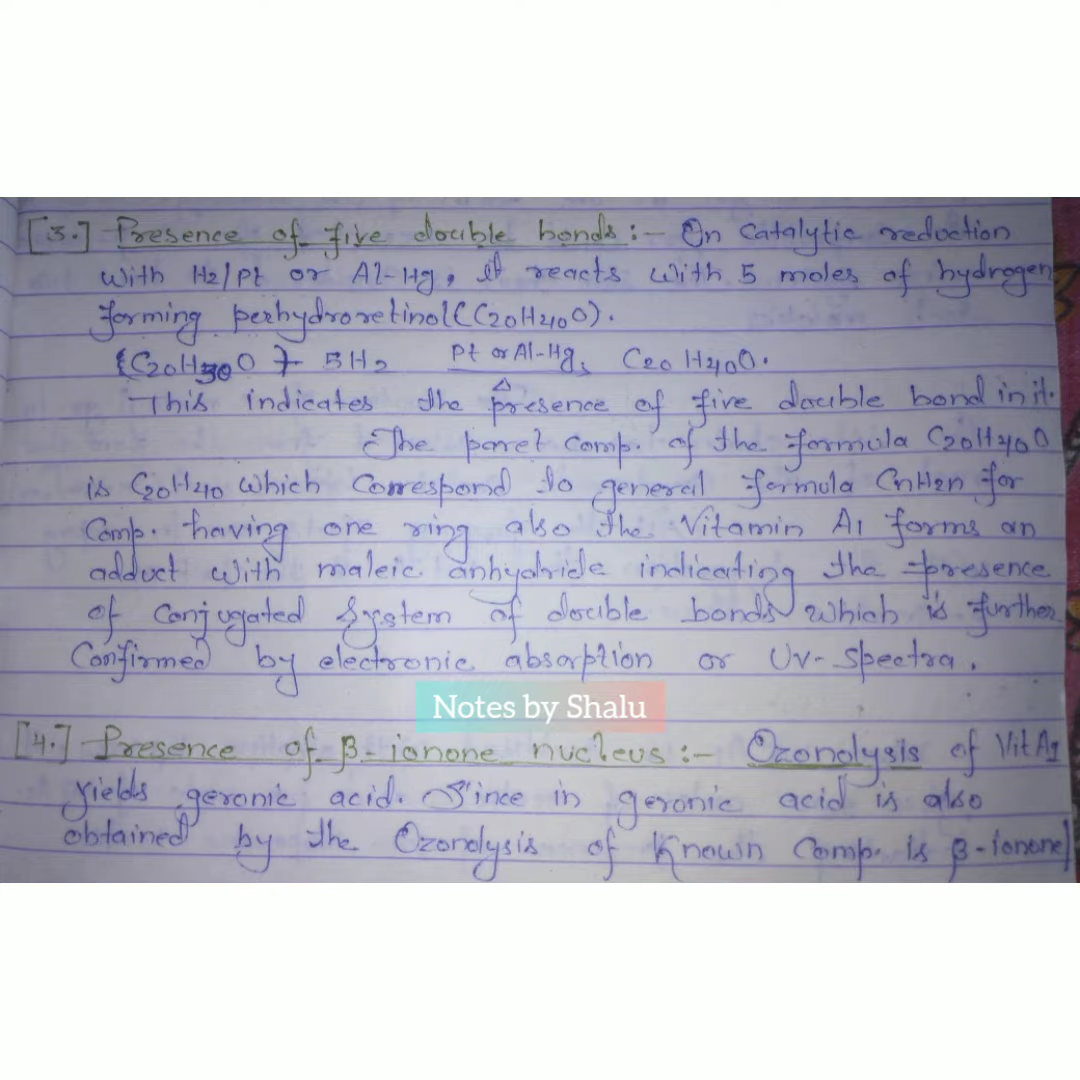 [3.] Presence of five double bonds :- On Catalytic reduction
with H2/Pt or Al-Hg, it reacts with 5 moles of hydrogen
forming perhydroretinol (C20H40O).
(C20H30O) + 5H2 Pt or Al-Hg, C20H40O.
Δ
This indicates the presence of five double bond in it.
The paret comp. of the formula C20H40O
is C20H40 which Correspond to general formula CnH2n for
Comp. having one ring also the Vitamin A1 forms an
adduct with maleic anhydride indicating the presence
of Conjugated System of double bonds which is further
Confirmed by electronic absorption or UV-Spectra.
Notes by Shalu
[4.] Presence of β-ionone nucleus :- Ozonolysis of Vit A1
yields geronic acid. Since in geronic acid is also
obtained by the Ozonolysis of Known Comp. is β-ionone